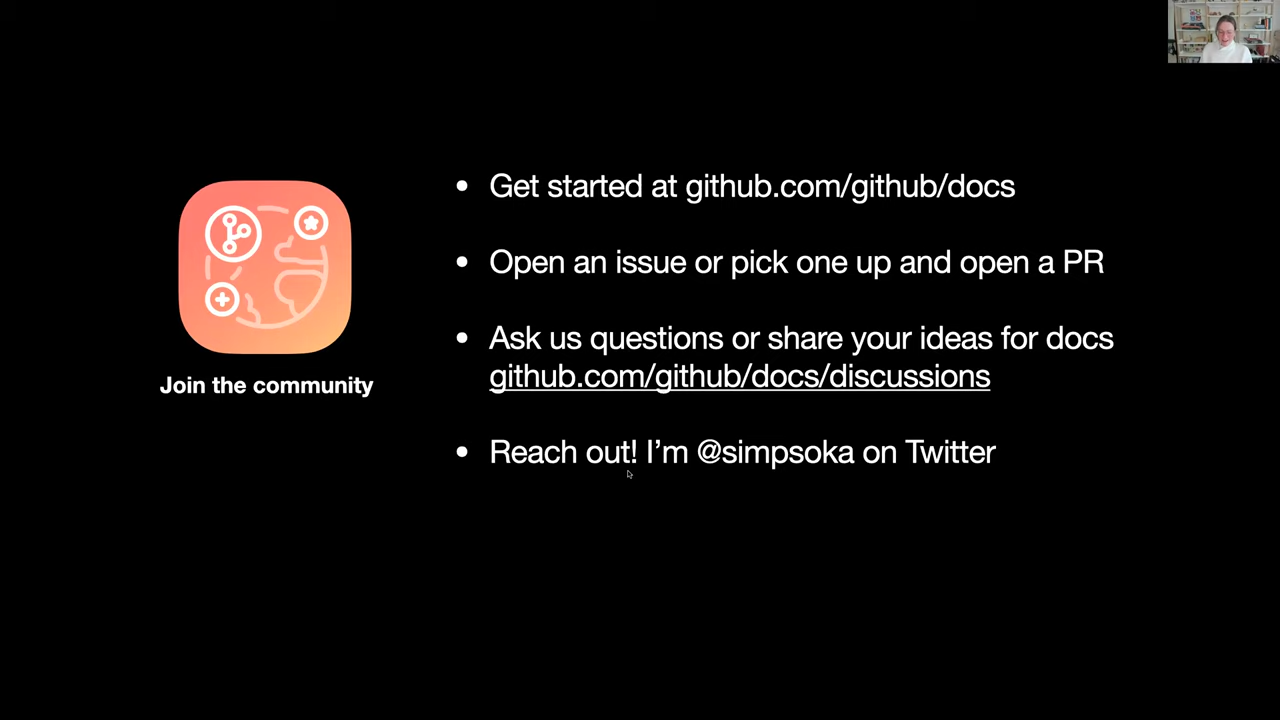 Get started at github.com/github/docs
Open an issue or pick one up and open a PR
Ask us questions or share your ideas for docs
github.com/github/docs/discussions
Reach out! I’m @simpsoka on Twitter
Join the community